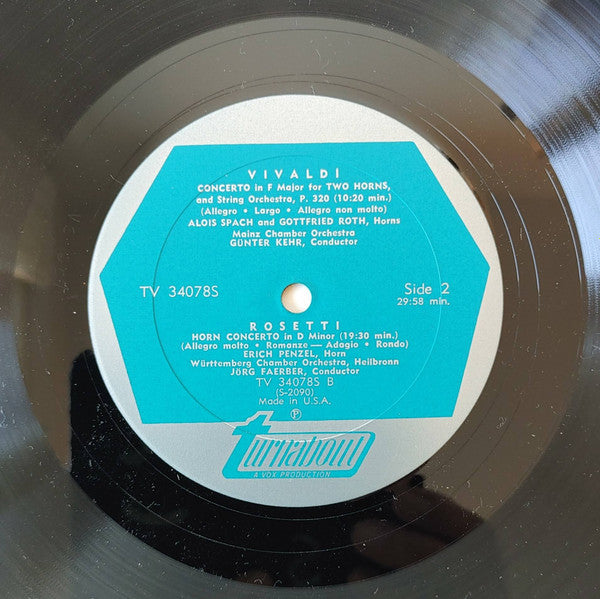 VIVALDI
CONCERTO in F Major for TWO HORNS,
and String Orchestra, P. 320 (10:20 min.)
(Allegro • Largo • Allegro non molto)
ALOIS SPACH and GOTTFRIED ROTH, Horns
Mainz Chamber Orchestra
GÜNTER KEHR, Conductor
TV 34078S
Side 2
29:58 min.
ROSETTI
HORN CONCERTO in D Minor (19:30 min.)
(Allegro molto • Romanze — Adagio • Rondo)
ERICH PENZEL, Horn
Württemberg Chamber Orchestra, Heilbronn
JÖRG FAERBER, Conductor
TV 34078S B
(S-2090)
Made in U.S.A.
℗
turnabout
A VOX PRODUCTION